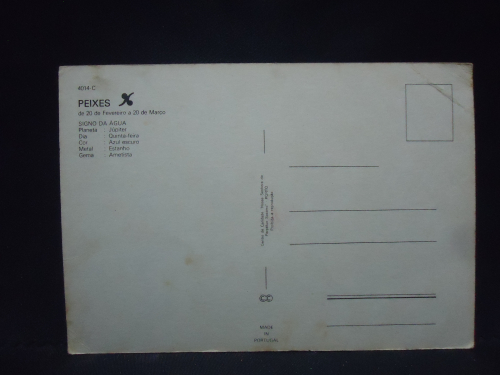 4014-C
PEIXES
de 20 de Fevereiro a 20 de Março
SIGNO DA ÁGUA
Planeta : Júpiter
Dia : Quinta-feira
Cor : Azul escuro
Metal : Estanho
Gema : Ametista
CC
MADE
IN
PORTUGAL